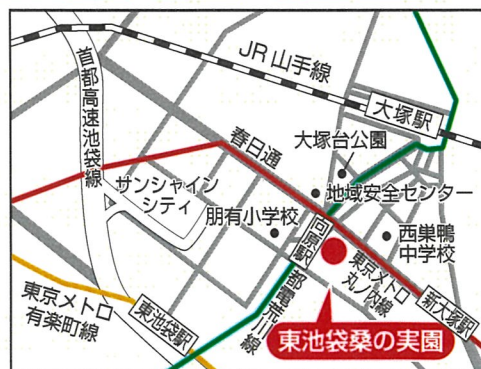 JR山手線
首都高速池袋線
大塚駅
大塚台公園
春日通
地域安全センター
サンシャイン
シティ
朋有小学校
向原駅
西巣鴨
中学校
東京メトロ
丸ノ内線
新大塚駅
都電荒川線
東京メトロ
有楽町線
東池袋駅
東池袋桑の実園